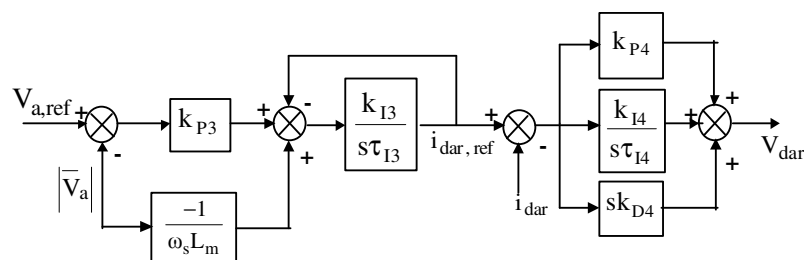 V_a,ref
+
-
k_P3
+
-
+
k_I3
sτ_I3
i_dar, ref
+
-
i_dar
k_P4
k_I4
sτ_I4
sk_D4
+
+
+
V_dar
|V̅_a|
-1
ω_s L_m